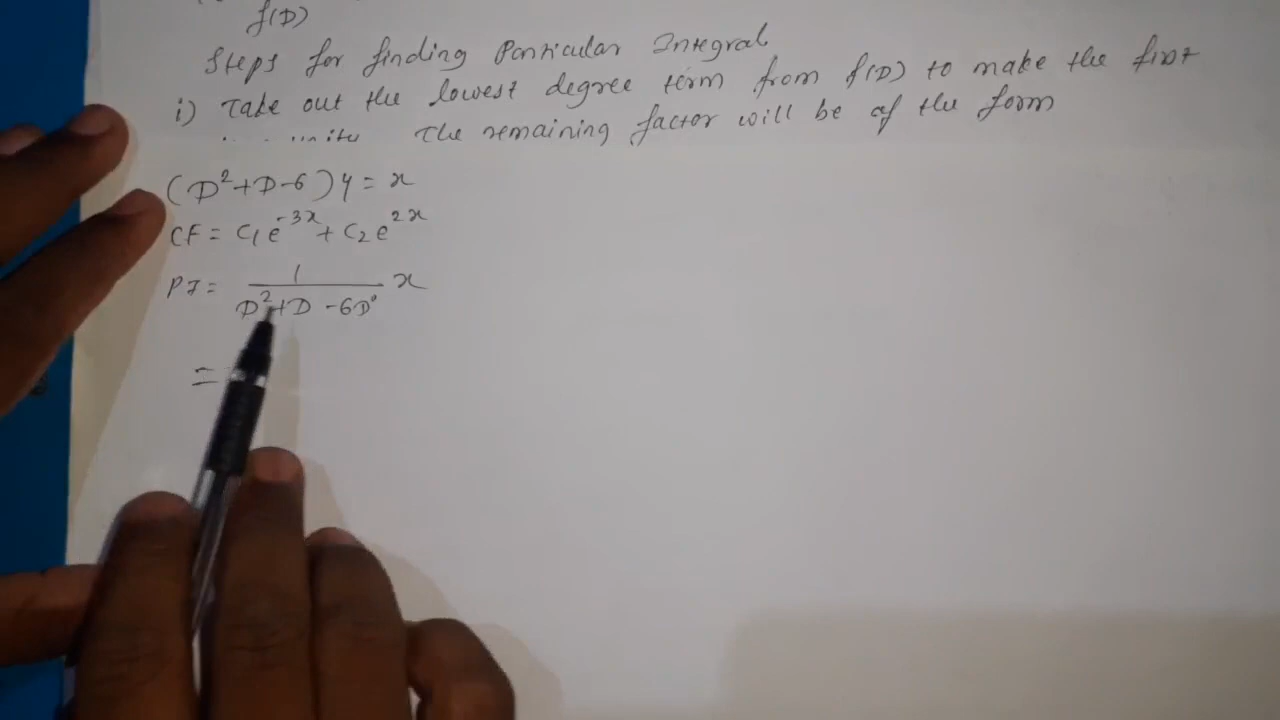 f(D)
Steps for finding Particular Integral
i) Take out the lowest degree term from f(D) to make the first
unity The remaining factor will be of the form
(D²+D-6)y = x
CF = C₁e⁻³ˣ + C₂e²ˣ
PI = 1/(D²+D-6D⁰) x
=